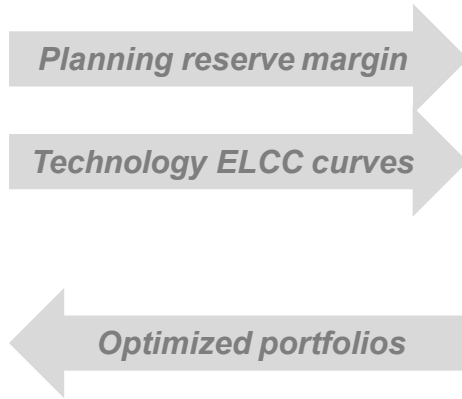 Planning reserve margin
Technology ELCC curves
Optimized portfolios